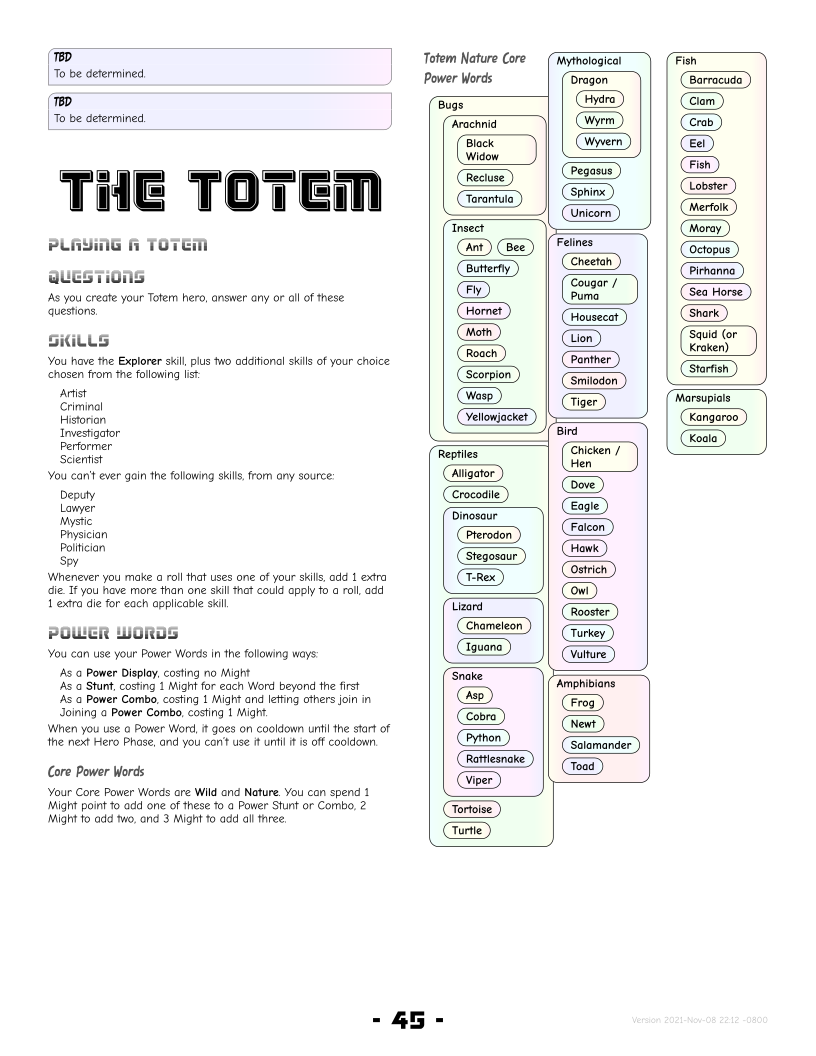 TBD
To be determined.
TBD
To be determined.
THE TOTEM
PLAYING A TOTEM
QUESTIONS
As you create your Totem hero, answer any or all of these
questions.
SKILLS
You have the Explorer skill, plus two additional skills of your choice
chosen from the following list:
Artist
Criminal
Historian
Investigator
Performer
Scientist
You can't ever gain the following skills, from any source:
Deputy
Lawyer
Mystic
Physician
Politician
Spy
Whenever you make a roll that uses one of your skills, add 1 extra
die. If you have more than one skill that could apply to a roll, add
1 extra die for each applicable skill.
POWER WORDS
You can use your Power Words in the following ways:
As a Power Display, costing no Might
As a Stunt, costing 1 Might for each Word beyond the first
As a Power Combo, costing 1 Might and letting others join in
Joining a Power Combo, costing 1 Might.
When you use a Power Word, it goes on cooldown until the start of
the next Hero Phase, and you can't use it until it is off cooldown.
Core Power Words
Your Core Power Words are Wild and Nature. You can spend 1
Might point to add one of these to a Power Stunt or Combo, 2
Might to add two, and 3 Might to add all three.
Totem Nature Core
Power Words
Bugs
Arachnid
Black
Widow
Recluse
Tarantula
Insect
Ant Bee
Butterfly
Fly
Hornet
Moth
Roach
Scorpion
Wasp
Yellowjacket
Reptiles
Alligator
Crocodile
Dinosaur
Pterodon
Stegosaur
T-Rex
Lizard
Chameleon
Iguana
Snake
Asp
Cobra
Python
Rattlesnake
Viper
Tortoise
Turtle
Mythological
Dragon
Hydra
Wyrm
Wyvern
Pegasus
Sphinx
Unicorn
Felines
Cheetah
Cougar /
Puma
Housecat
Lion
Panther
Smilodon
Tiger
Bird
Chicken /
Hen
Dove
Eagle
Falcon
Hawk
Ostrich
Owl
Rooster
Turkey
Vulture
Amphibians
Frog
Newt
Salamander
Toad
Fish
Barracuda
Clam
Crab
Eel
Fish
Lobster
Merfolk
Moray
Octopus
Pirhanna
Sea Horse
Shark
Squid (or
Kraken)
Starfish
Marsupials
Kangaroo
Koala
- 45 -
Version 2021-Nov-08 22:12 -0800